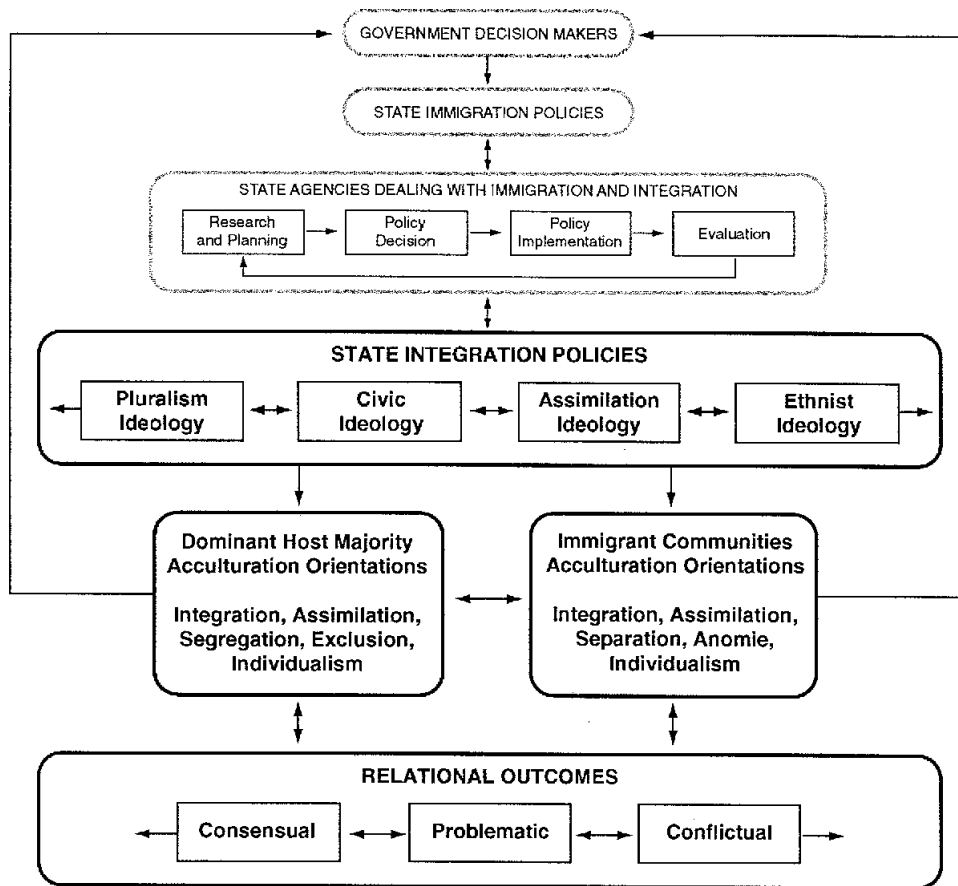 GOVERNMENT DECISION MAKERS
STATE IMMIGRATION POLICIES
STATE AGENCIES DEALING WITH IMMIGRATION AND INTEGRATION
Research
and Planning
Policy
Decision
Policy
Implementation
Evaluation
STATE INTEGRATION POLICIES
Pluralism
Ideology
Civic
Ideology
Assimilation
Ideology
Ethnist
Ideology
Dominant Host Majority
Acculturation Orientations
Integration, Assimilation,
Segregation, Exclusion,
Individualism
Immigrant Communities
Acculturation Orientations
Integration, Assimilation,
Separation, Anomie,
Individualism
RELATIONAL OUTCOMES
Consensual
Problematic
Conflictual